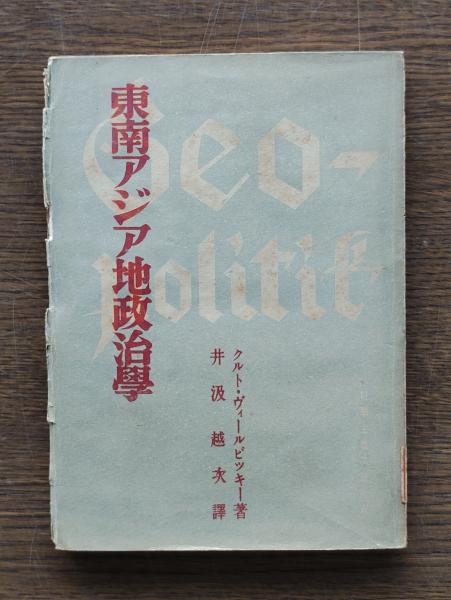 東南アジア地政治學
Geo-
politik
クルト・ヴィールビッキー著
井汲越次譯